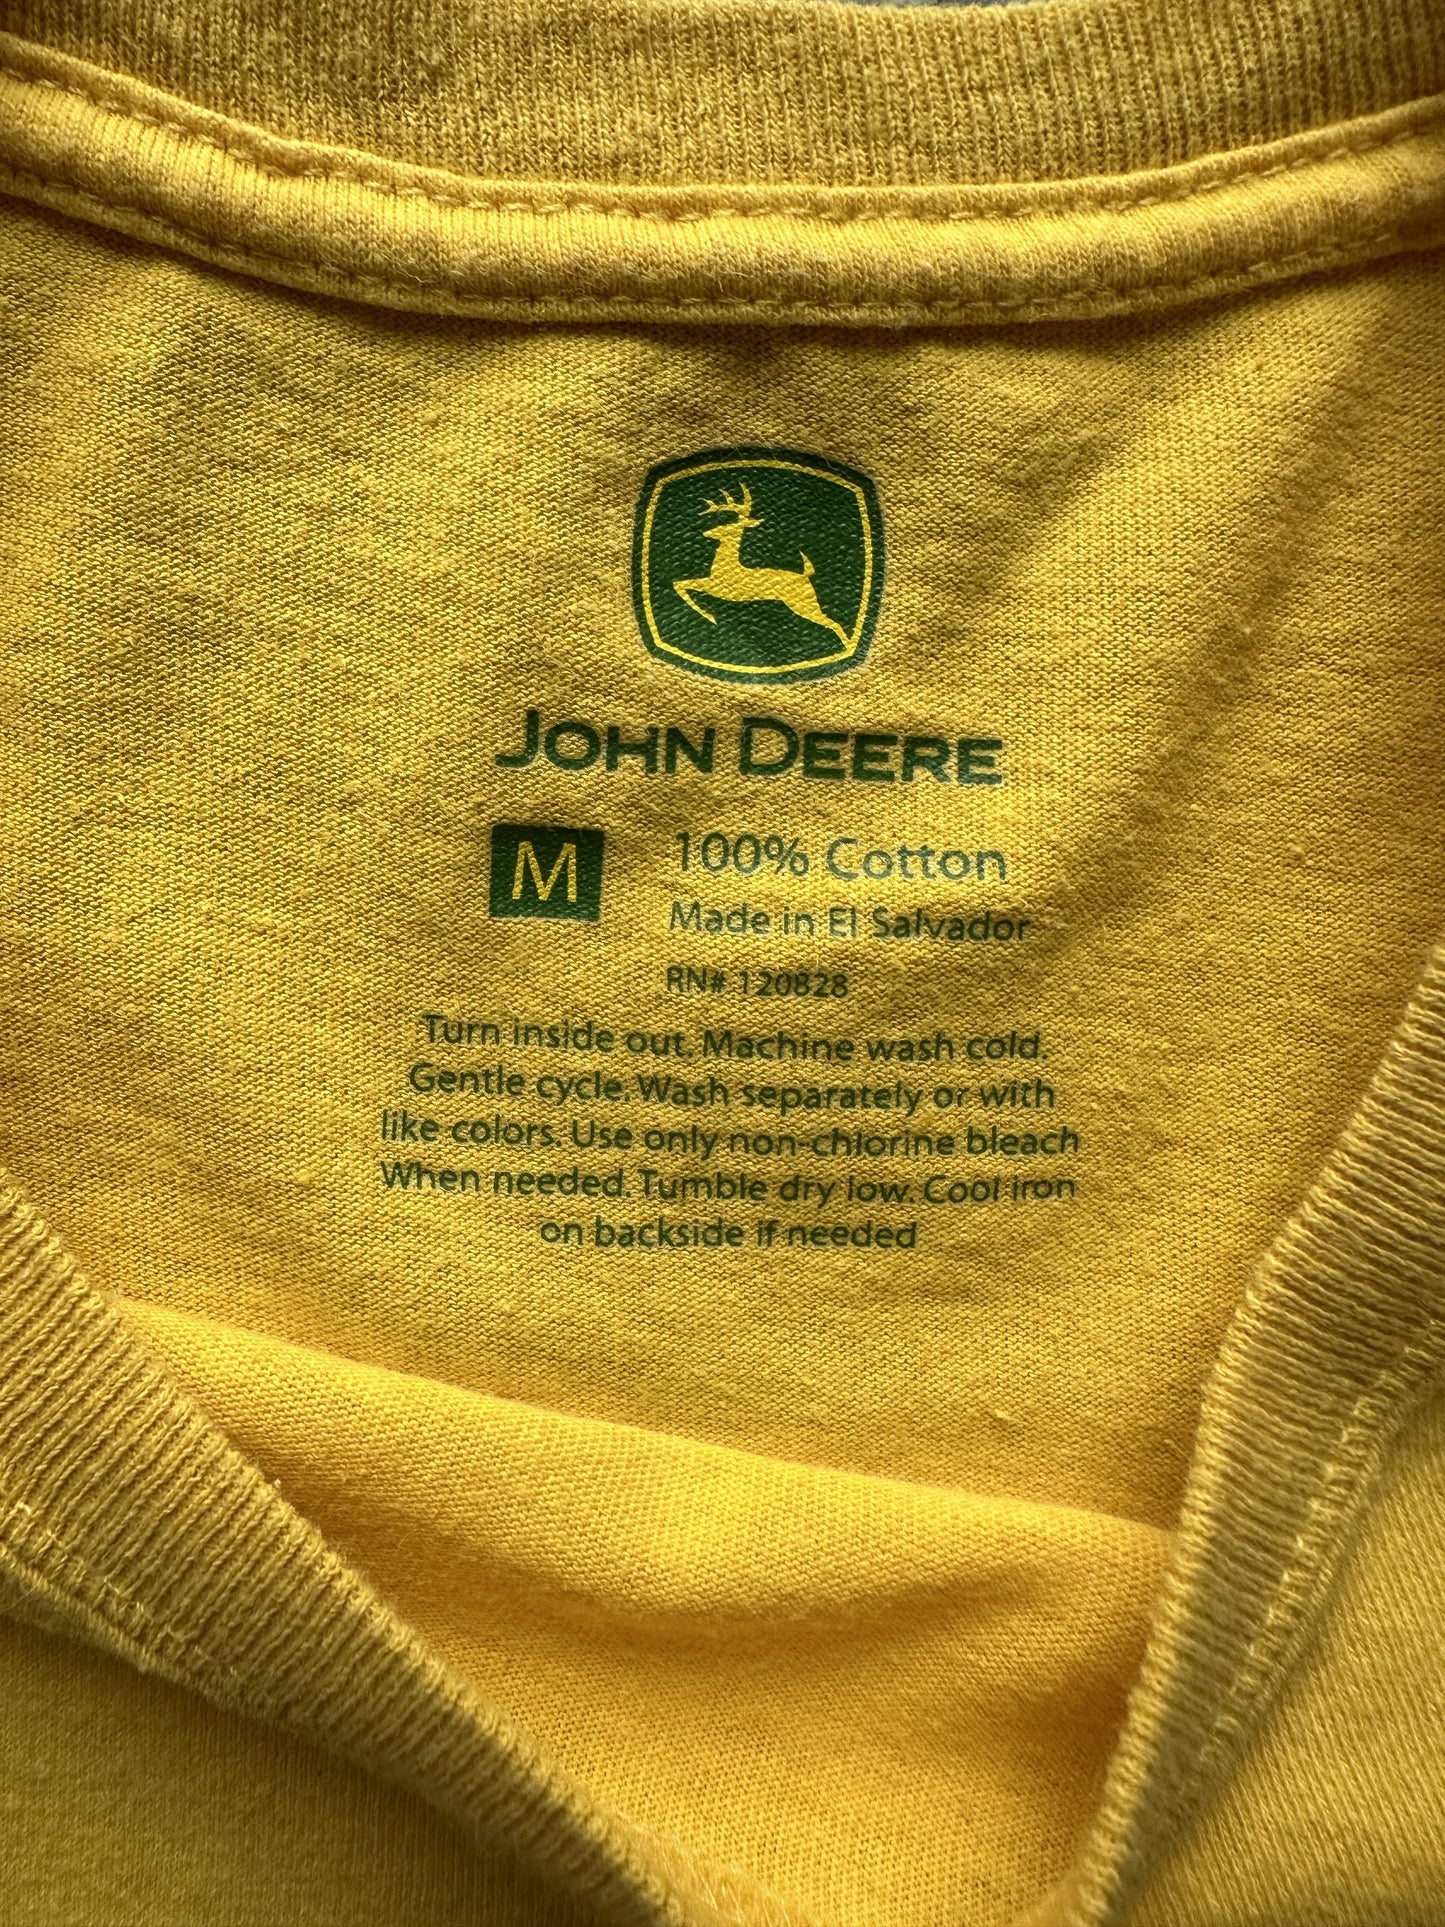 JOHN DEERE
M
100% Cotton
Made in El Salvador
RN# 120828
Turn inside out. Machine wash cold.
Gentle cycle. Wash separately or with
like colors. Use only non-chlorine bleach
When needed. Tumble dry low. Cool iron
on backside if needed